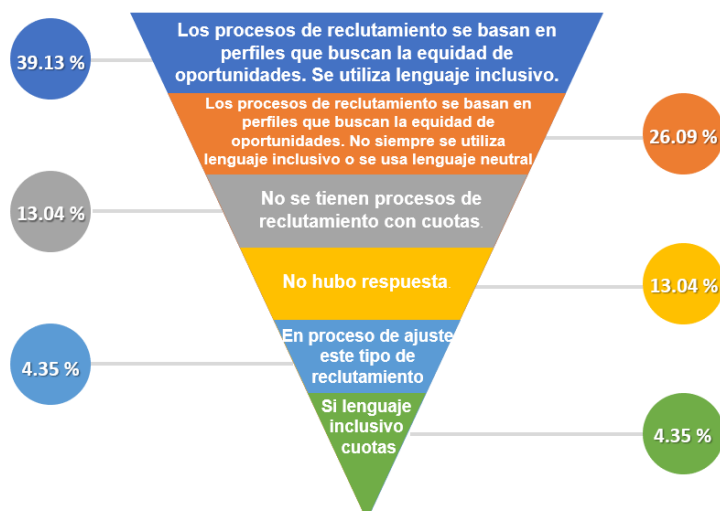 Los procesos de reclutamiento se basan en
perfiles que buscan la equidad de
oportunidades. Se utiliza lenguaje inclusivo.
39.13 %
Los procesos de reclutamiento se basan en
perfiles que buscan la equidad de
oportunidades. No siempre se utiliza
lenguaje inclusivo o se usa lenguaje neutral
26.09 %
No se tienen procesos de
reclutamiento con cuotas.
13.04 %
No hubo respuesta.
13.04 %
En proceso de ajuste
este tipo de
reclutamiento
4.35 %
Si lenguaje
inclusivo
cuotas
4.35 %